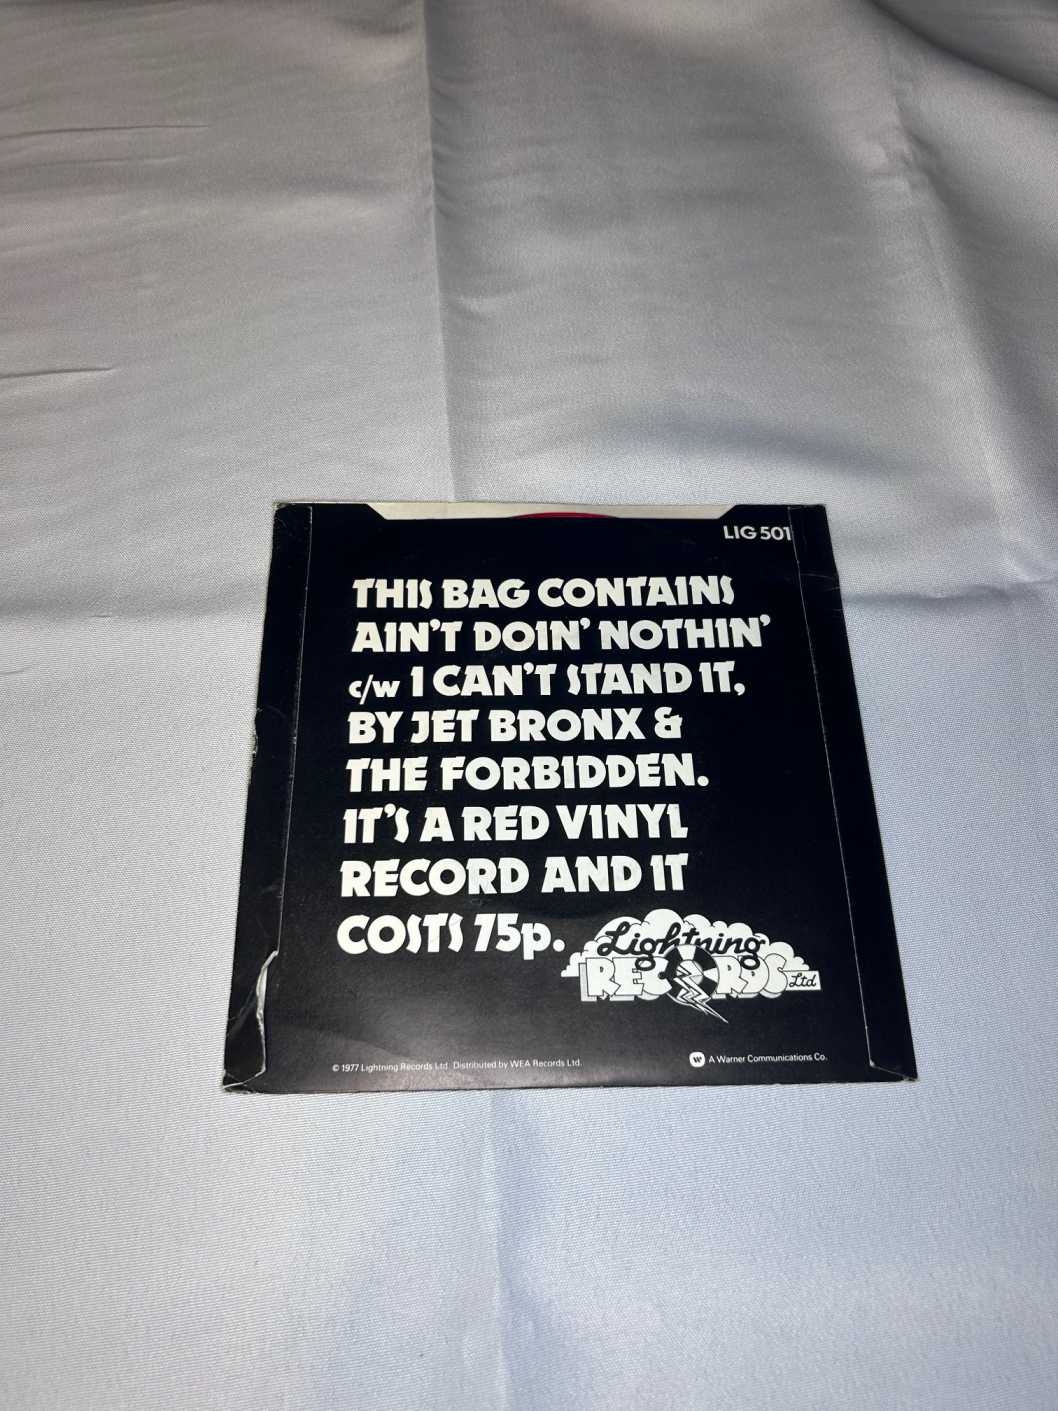 LIG 501
THIS BAG CONTAINS
AIN'T DOIN' NOTHIN'
c/w I CAN'T STAND IT,
BY JET BRONX &
THE FORBIDDEN.
IT'S A RED VINYL
RECORD AND IT
COSTS 75p.
Lightning
RECORDS Ltd
© 1977 Lightning Records Ltd. Distributed by WEA Records Ltd.
W A Warner Communications Co.